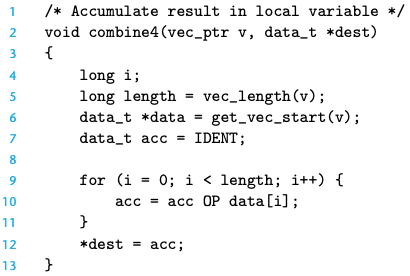 1 /* Accumulate result in local variable */
2 void combine4(vec_ptr v, data_t *dest)
3 {
4     long i;
5     long length = vec_length(v);
6     data_t *data = get_vec_start(v);
7     data_t acc = IDENT;
8
9     for (i = 0; i < length; i++) {
10         acc = acc OP data[i];
11     }
12     *dest = acc;
13 }